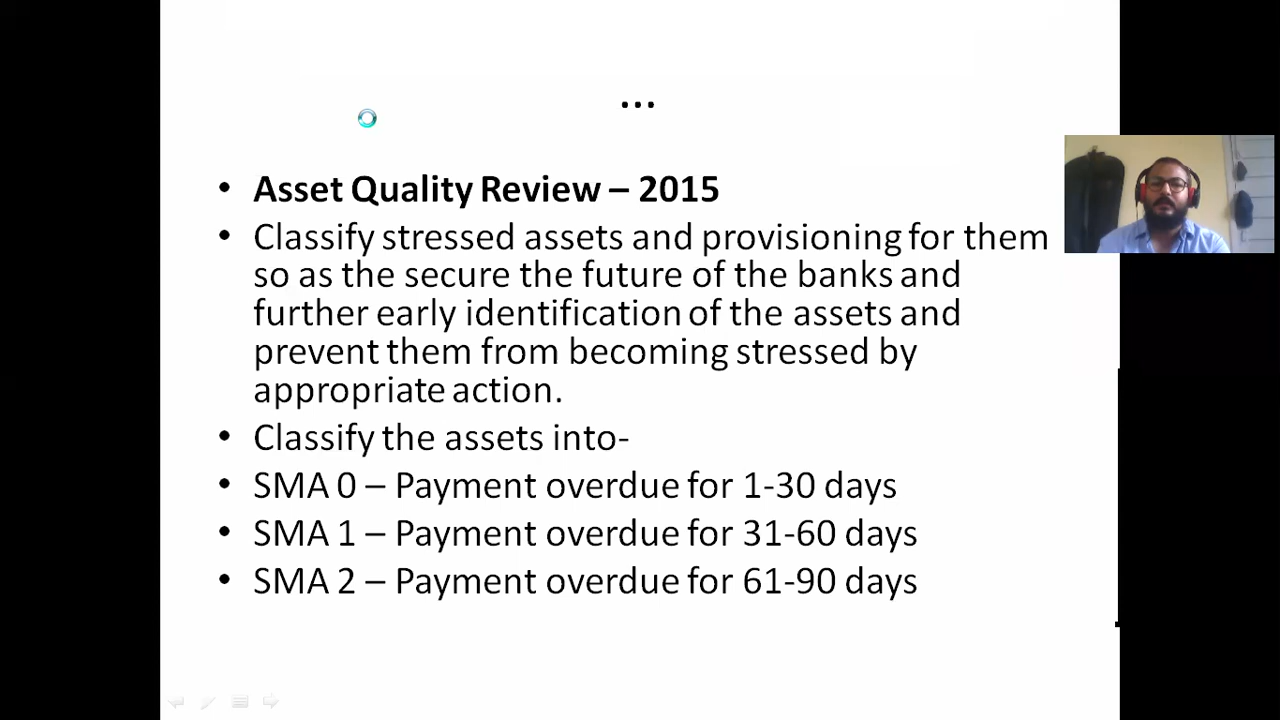 ...
• Asset Quality Review – 2015
• Classify stressed assets and provisioning for them
so as the secure the future of the banks and
further early identification of the assets and
prevent them from becoming stressed by
appropriate action.
• Classify the assets into-
• SMA 0 – Payment overdue for 1-30 days
• SMA 1 – Payment overdue for 31-60 days
• SMA 2 – Payment overdue for 61-90 days